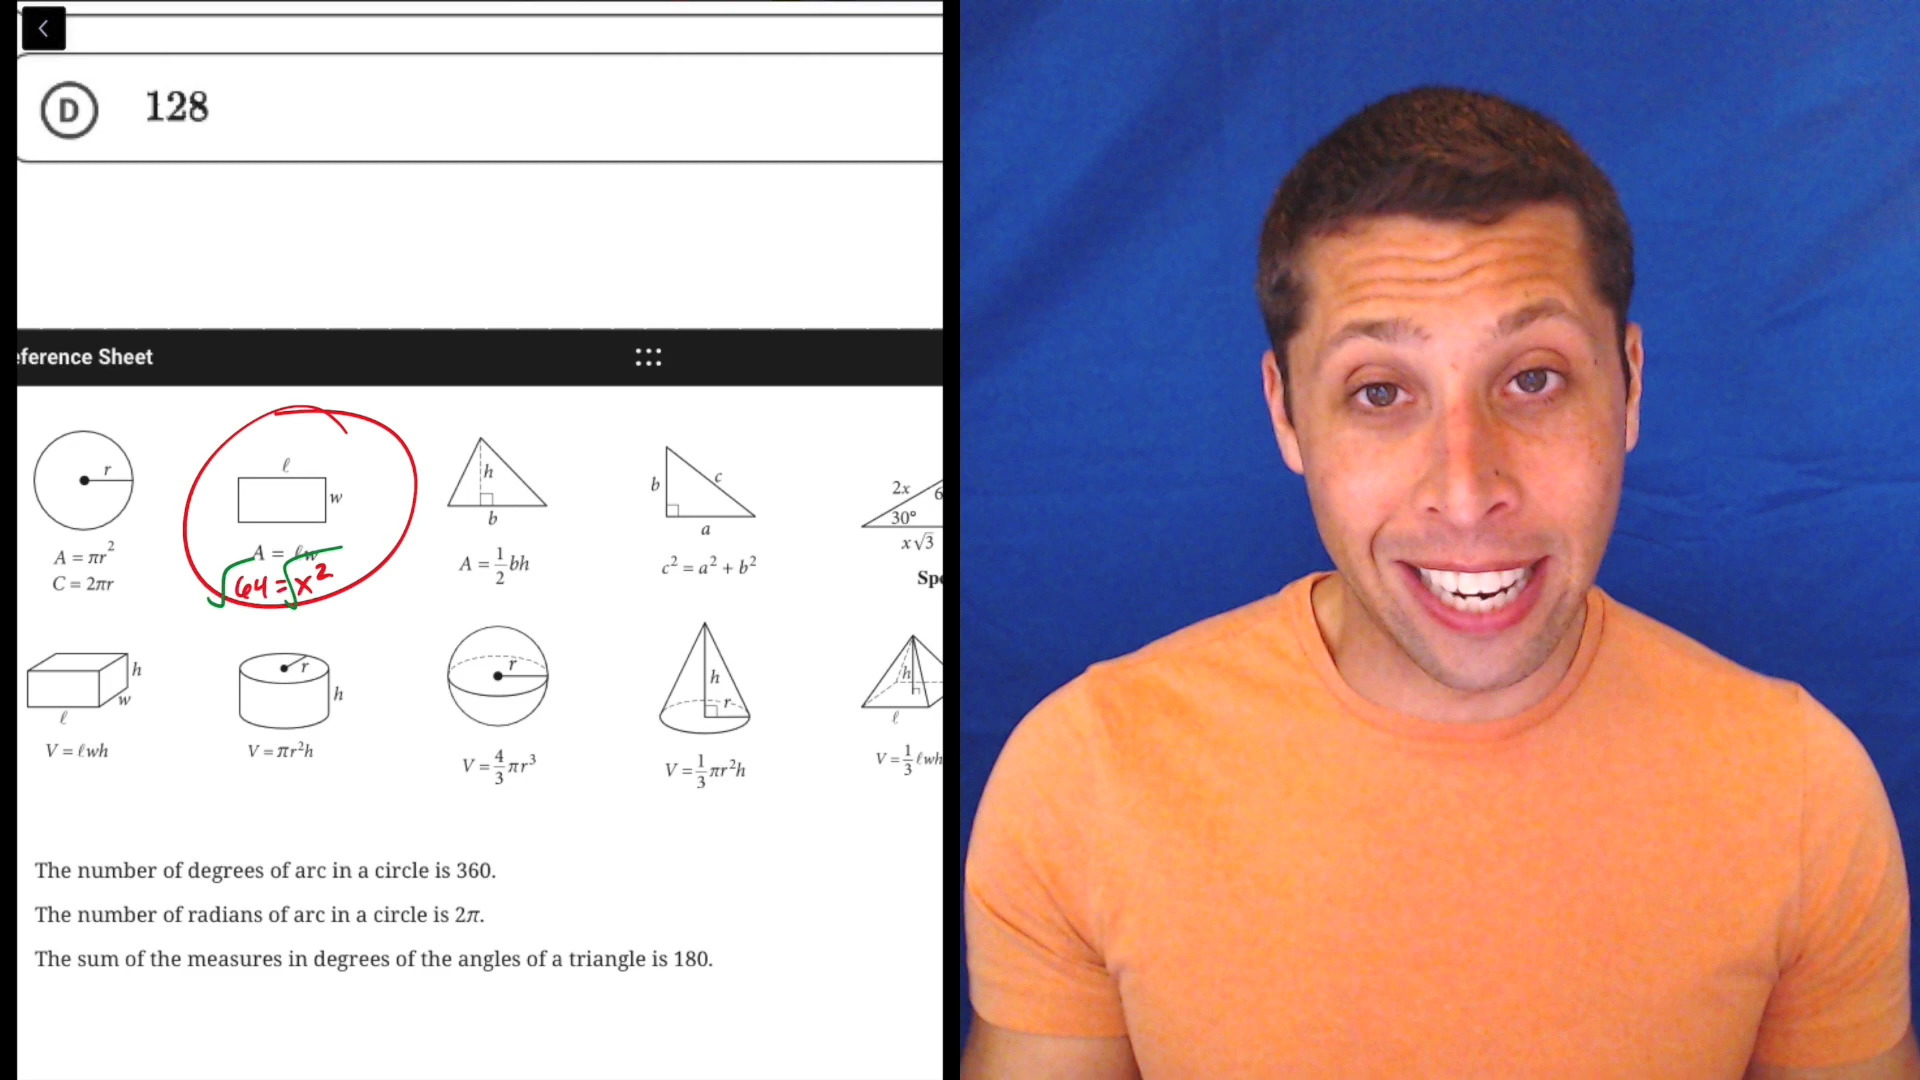 D 128
eference Sheet
r
A = πr²
C = 2πr
ℓ
w
A = ℓw
√64 = √x²
h
b
A = 1/2 bh
b
c
a
c² = a² + b²
2x 6
30°
x√3
Spe
h
w
ℓ
V = ℓwh
r
h
V = πr²h
r
V = 4/3 πr³
h
r
V = 1/3 πr²h
h
ℓ
V = 1/3 ℓwh
The number of degrees of arc in a circle is 360.
The number of radians of arc in a circle is 2π.
The sum of the measures in degrees of the angles of a triangle is 180.